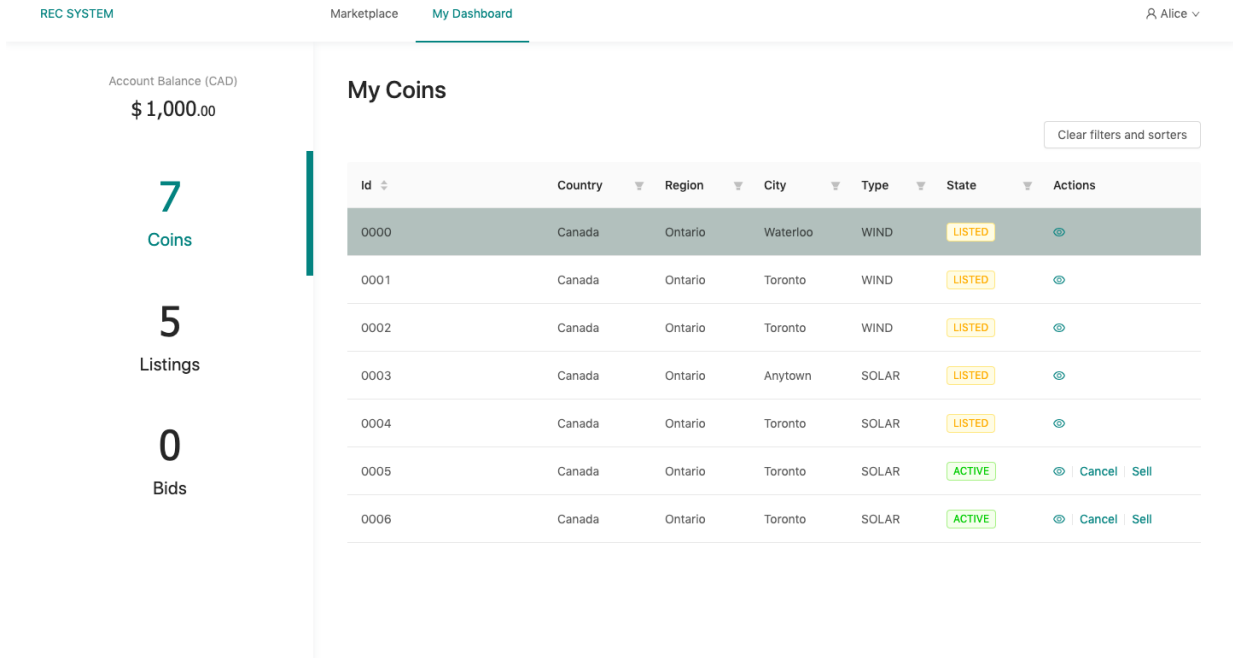 REC SYSTEM Marketplace My Dashboard Alice
Account Balance (CAD)
$ 1,000.00
7
Coins
5
Listings
0
Bids
My Coins
Clear filters and sorters
Id Country Region City Type State Actions
0000 Canada Ontario Waterloo WIND LISTED
0001 Canada Ontario Toronto WIND LISTED
0002 Canada Ontario Toronto WIND LISTED
0003 Canada Ontario Anytown SOLAR LISTED
0004 Canada Ontario Toronto SOLAR LISTED
0005 Canada Ontario Toronto SOLAR ACTIVE Cancel Sell
0006 Canada Ontario Toronto SOLAR ACTIVE Cancel Sell